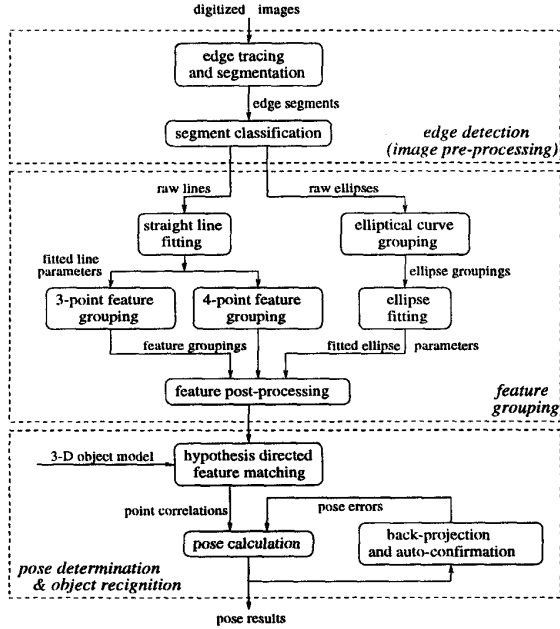 digitized images
edge tracing
and segmentation
edge segments
segment classification
edge detection
(image pre-processing)
raw lines
raw ellipses
straight line
fitting
elliptical curve
grouping
fitted line
parameters
ellipse groupings
3-point feature
grouping
4-point feature
grouping
ellipse
fitting
feature groupings
fitted ellipse parameters
feature post-processing
feature
grouping
3-D object model
hypothesis directed
feature matching
point correlations
pose errors
pose calculation
back-projection
and auto-confirmation
pose determination
& object recignition
pose results